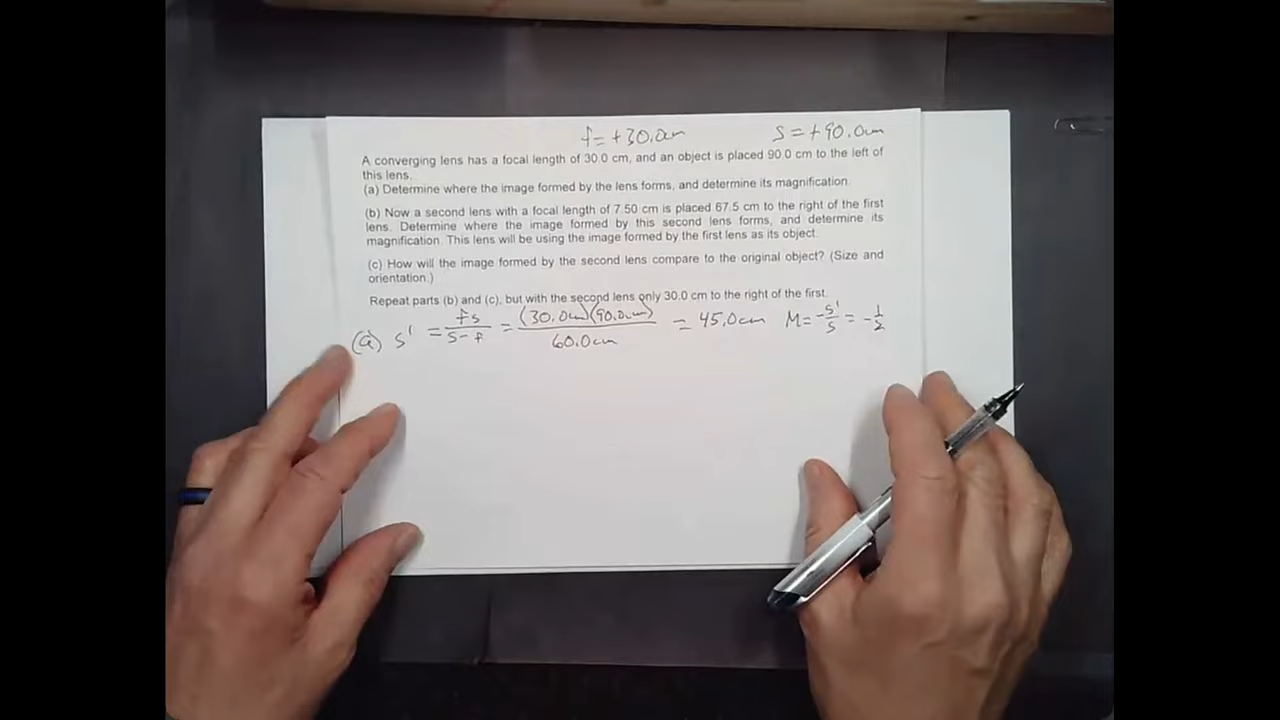 f = +30.0cm s = +90.0cm
A converging lens has a focal length of 30.0 cm, and an object is placed 90.0 cm to the left of
this lens.
(a) Determine where the image formed by the lens forms, and determine its magnification.
(b) Now a second lens with a focal length of 7.50 cm is placed 67.5 cm to the right of the first
lens. Determine where the image formed by this second lens forms, and determine its
magnification. This lens will be using the image formed by the first lens as its object.
(c) How will the image formed by the second lens compare to the original object? (Size and
orientation.)
Repeat parts (b) and (c), but with the second lens only 30.0 cm to the right of the first.
(a) s' = fs/s-f = (30.0cm)(90.0cm)/60.0cm = 45.0cm M = -s'/s = -1/2